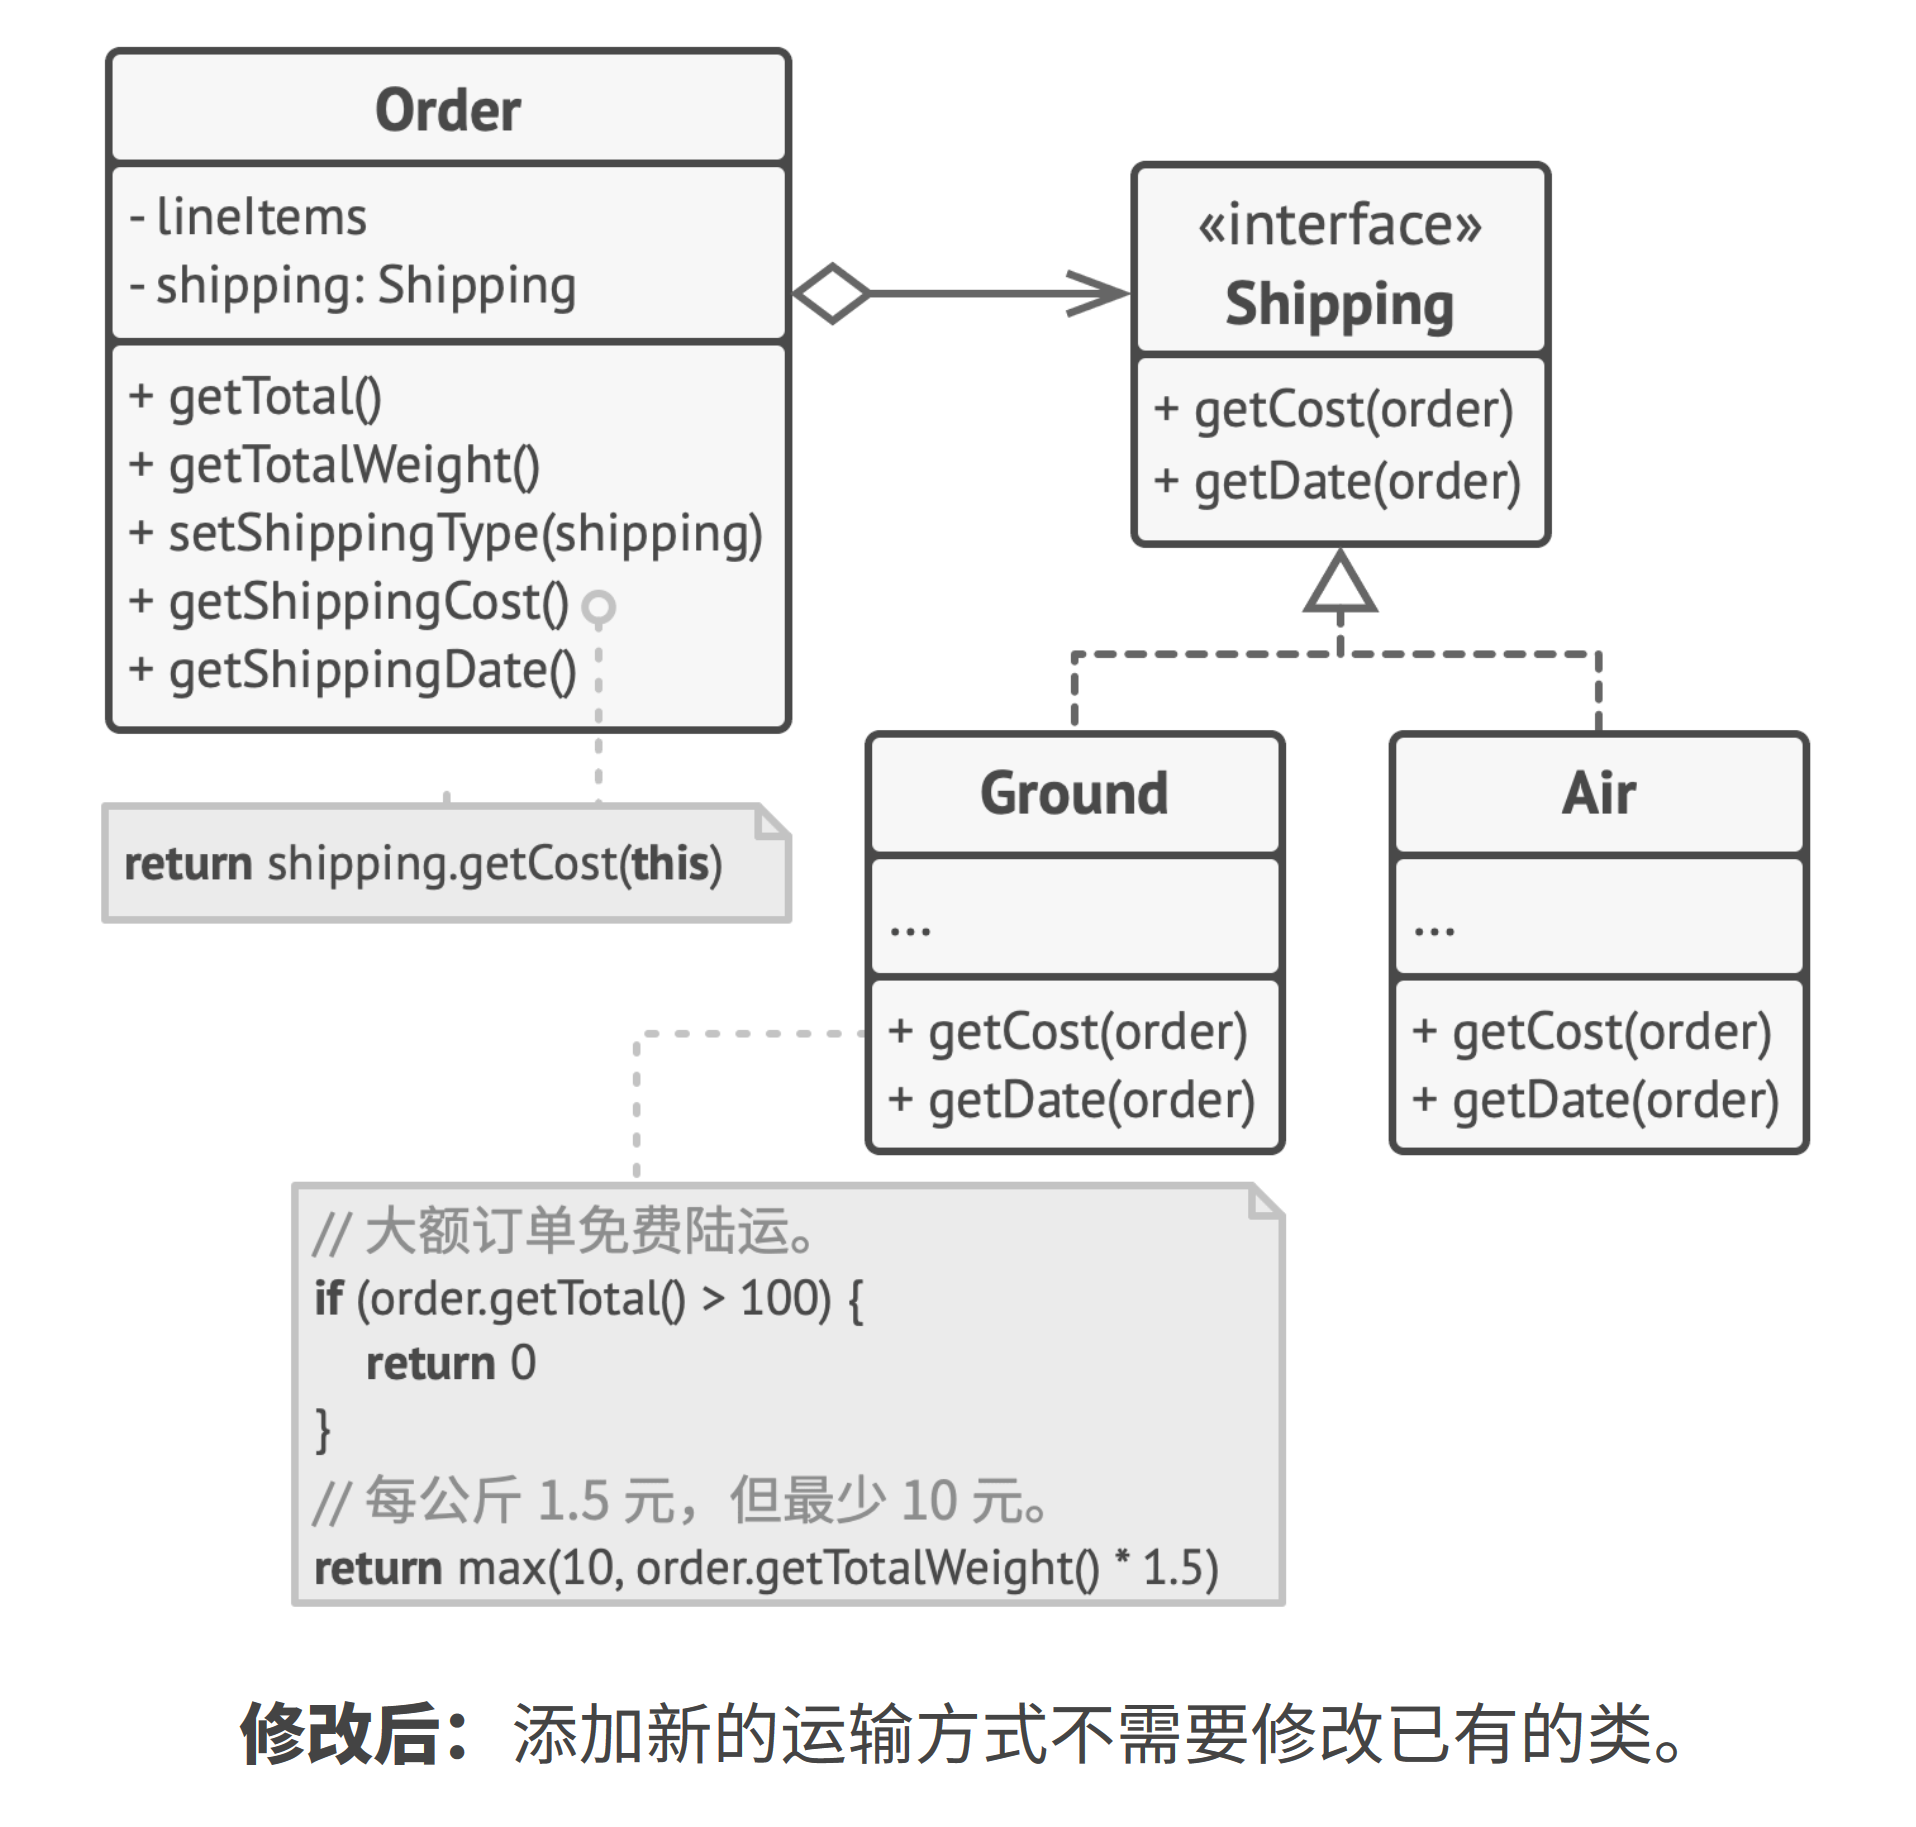 Order
- lineItems
- shipping: Shipping
+ getTotal()
+ getTotalWeight()
+ setShippingType(shipping)
+ getShippingCost()
+ getShippingDate()
return shipping.getCost(this)
«interface»
Shipping
+ getCost(order)
+ getDate(order)
Ground
...
+ getCost(order)
+ getDate(order)
Air
...
+ getCost(order)
+ getDate(order)
// 大额订单免费陆运。
if (order.getTotal() > 100) {
return 0
}
// 每公斤 1.5 元，但最少 10 元。
return max(10, order.getTotalWeight() * 1.5)
修改后：添加新的运输方式不需要修改已有的类。